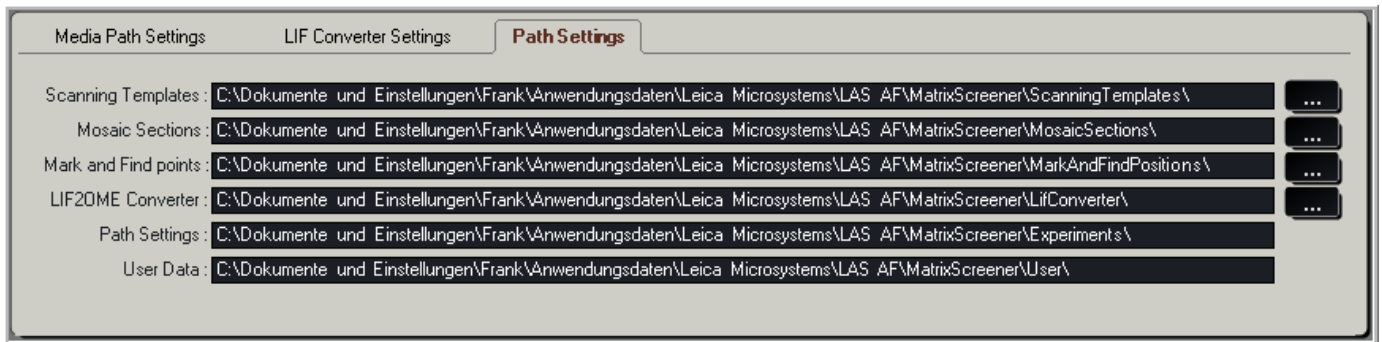 Media Path Settings LIF Converter Settings Path Settings
Scanning Templates : C:\Dokumente und Einstellungen\Frank\Anwendungsdaten\Leica Microsystems\LAS AF\MatrixScreener\ScanningTemplates\ ...
Mosaic Sections : C:\Dokumente und Einstellungen\Frank\Anwendungsdaten\Leica Microsystems\LAS AF\MatrixScreener\MosaicSections\ ...
Mark and Find points : C:\Dokumente und Einstellungen\Frank\Anwendungsdaten\Leica Microsystems\LAS AF\MatrixScreener\MarkAndFindPositions\ ...
LIF2OME Converter : C:\Dokumente und Einstellungen\Frank\Anwendungsdaten\Leica Microsystems\LAS AF\MatrixScreener\LifConverter\ ...
Path Settings : C:\Dokumente und Einstellungen\Frank\Anwendungsdaten\Leica Microsystems\LAS AF\MatrixScreener\Experiments\
User Data : C:\Dokumente und Einstellungen\Frank\Anwendungsdaten\Leica Microsystems\LAS AF\MatrixScreener\User\